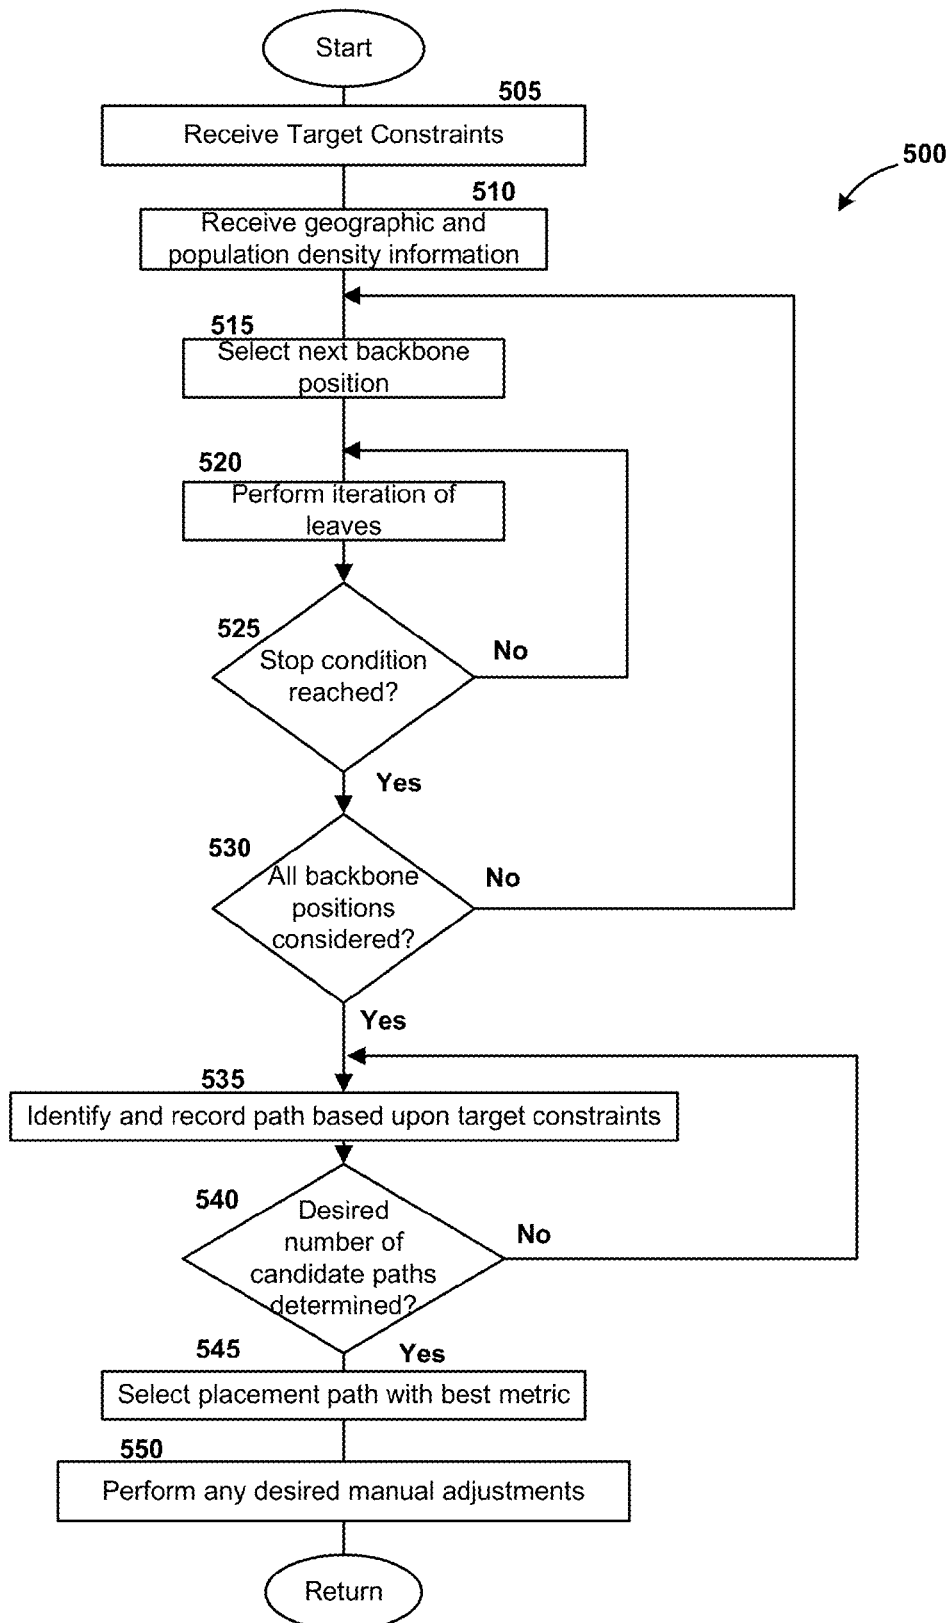 Start
505
Receive Target Constraints
500
510
Receive geographic and
population density information
515
Select next backbone
position
520
Perform iteration of
leaves
525
Stop condition
reached?
No
Yes
530
All backbone
positions
considered?
No
Yes
535
Identify and record path based upon target constraints
540
Desired
number of
candidate paths
determined?
No
Yes
545
Select placement path with best metric
550
Perform any desired manual adjustments
Return